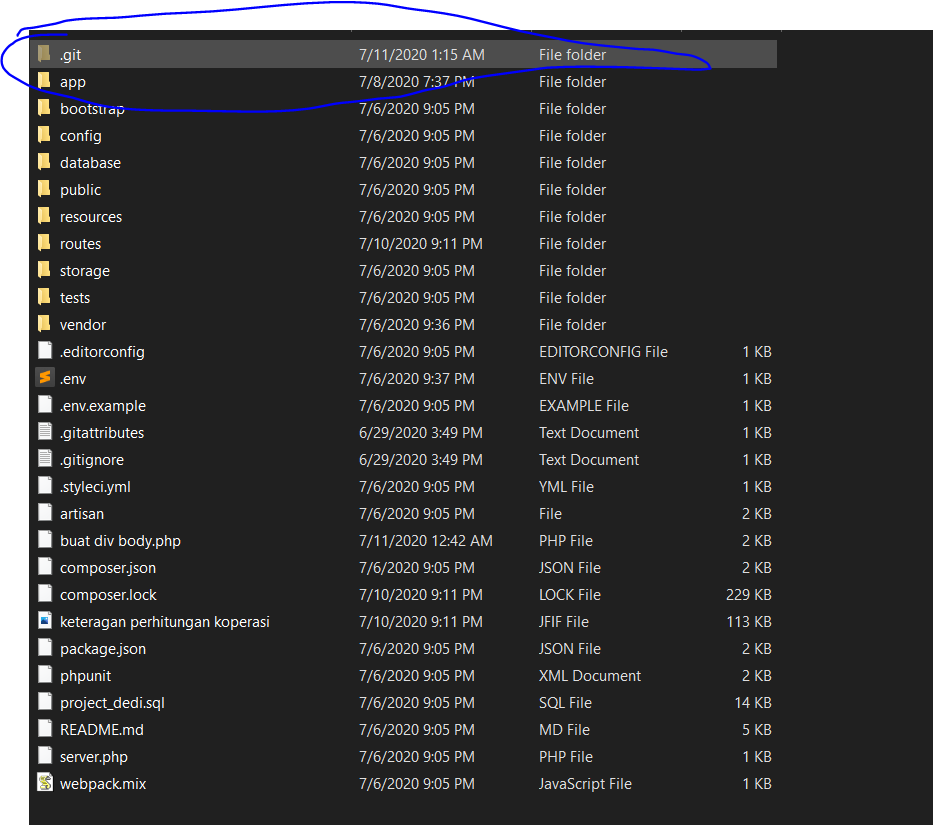 .git 7/11/2020 1:15 AM File folder
app 7/8/2020 7:37 PM File folder
bootstrap 7/6/2020 9:05 PM File folder
config 7/6/2020 9:05 PM File folder
database 7/6/2020 9:05 PM File folder
public 7/6/2020 9:05 PM File folder
resources 7/6/2020 9:05 PM File folder
routes 7/10/2020 9:11 PM File folder
storage 7/6/2020 9:05 PM File folder
tests 7/6/2020 9:05 PM File folder
vendor 7/6/2020 9:36 PM File folder
.editorconfig 7/6/2020 9:05 PM EDITORCONFIG File 1 KB
.env 7/6/2020 9:37 PM ENV File 1 KB
.env.example 7/6/2020 9:05 PM EXAMPLE File 1 KB
.gitattributes 6/29/2020 3:49 PM Text Document 1 KB
.gitignore 6/29/2020 3:49 PM Text Document 1 KB
.styleci.yml 7/6/2020 9:05 PM YML File 1 KB
artisan 7/6/2020 9:05 PM File 2 KB
buat div body.php 7/11/2020 12:42 AM PHP File 2 KB
composer.json 7/6/2020 9:05 PM JSON File 2 KB
composer.lock 7/10/2020 9:11 PM LOCK File 229 KB
keteragan perhitungan koperasi 7/10/2020 9:11 PM JFIF File 113 KB
package.json 7/6/2020 9:05 PM JSON File 2 KB
phpunit 7/6/2020 9:05 PM XML Document 2 KB
project_dedi.sql 7/6/2020 9:05 PM SQL File 14 KB
README.md 7/6/2020 9:05 PM MD File 5 KB
server.php 7/6/2020 9:05 PM PHP File 1 KB
webpack.mix 7/6/2020 9:05 PM JavaScript File 1 KB